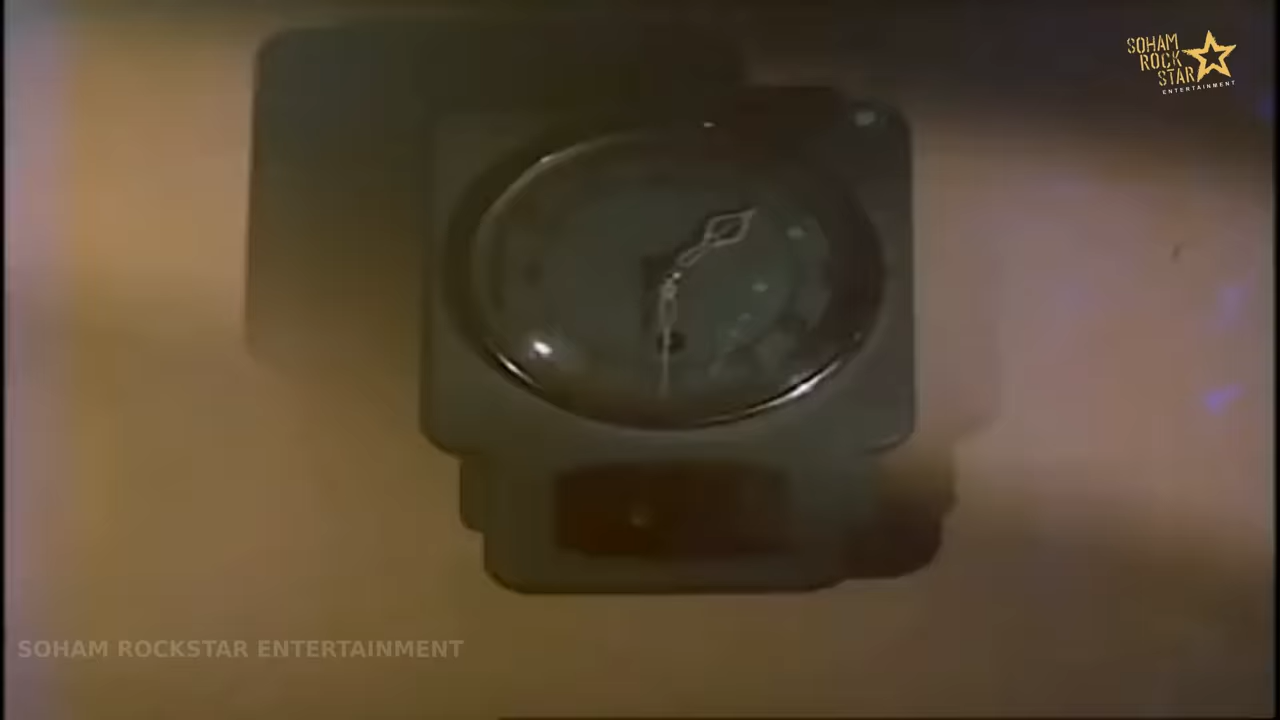 SOHAM
ROCK
STAR
ENTERTAINMENT
SOHAM ROCKSTAR ENTERTAINMENT